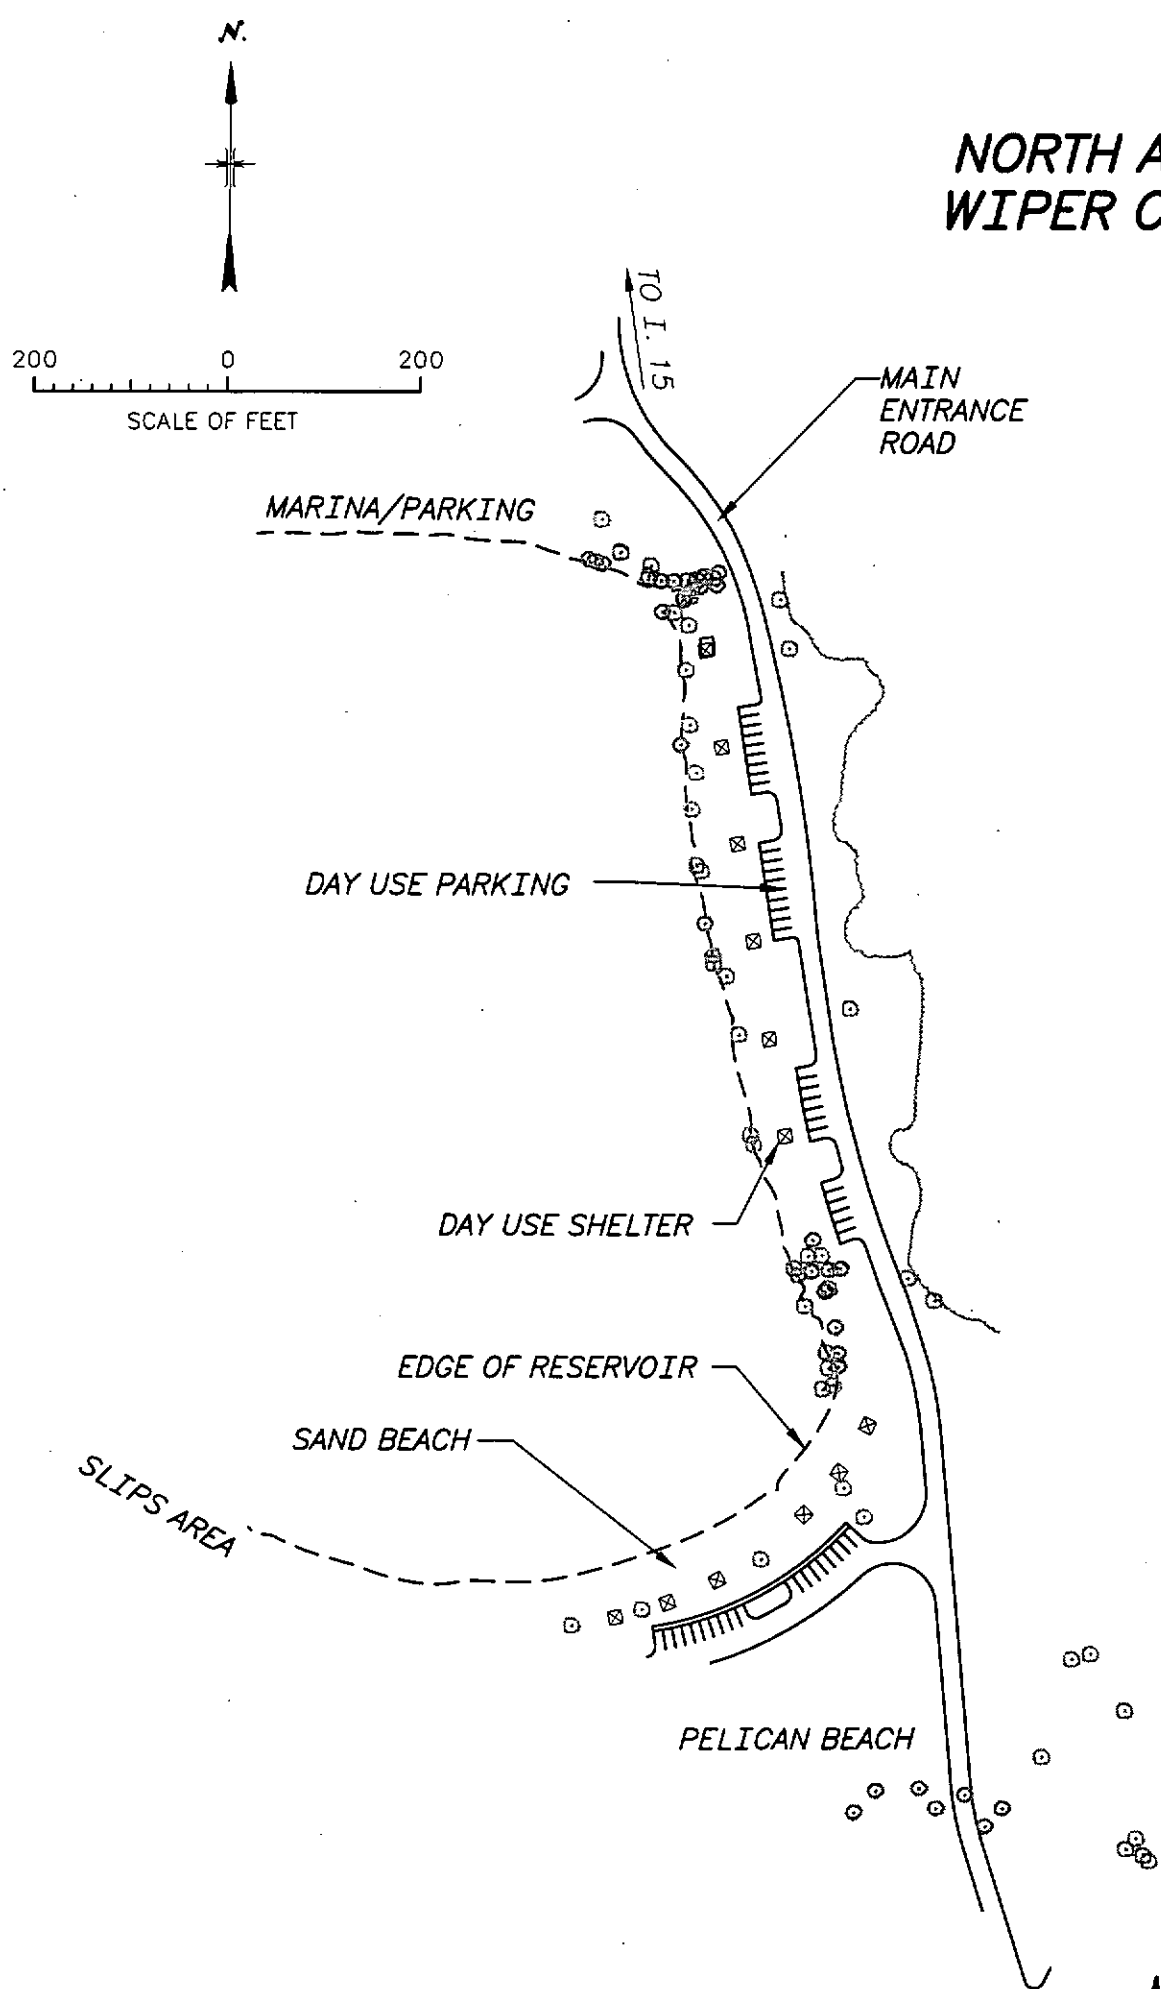 N.
NORTH A
WIPER C
TO I. 15
200 0 200
SCALE OF FEET
MAIN
ENTRANCE
ROAD
MARINA/PARKING
DAY USE PARKING
DAY USE SHELTER
EDGE OF RESERVOIR
SAND BEACH
SLIPS AREA
PELICAN BEACH